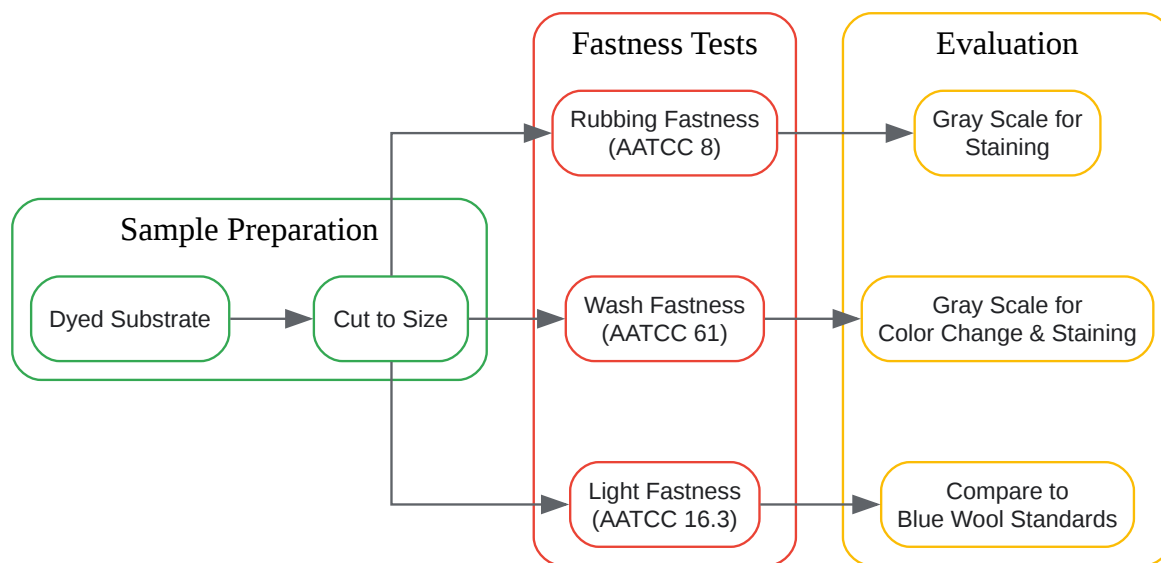 Sample Preparation
Dyed Substrate
Cut to Size
Fastness Tests
Rubbing Fastness
(AATCC 8)
Wash Fastness
(AATCC 61)
Light Fastness
(AATCC 16.3)
Evaluation
Gray Scale for
Staining
Gray Scale for
Color Change & Staining
Compare to
Blue Wool Standards